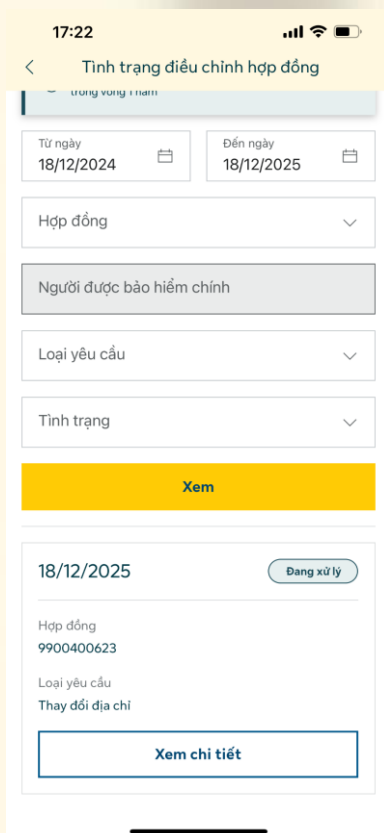 17:22
Tình trạng điều chỉnh hợp đồng
trong vòng 1 năm
Từ ngày
18/12/2024
Đến ngày
18/12/2025
Hợp đồng
Người được bảo hiểm chính
Loại yêu cầu
Tình trạng
Xem
18/12/2025
Đang xử lý
Hợp đồng
9900400623
Loại yêu cầu
Thay đổi địa chỉ
Xem chi tiết